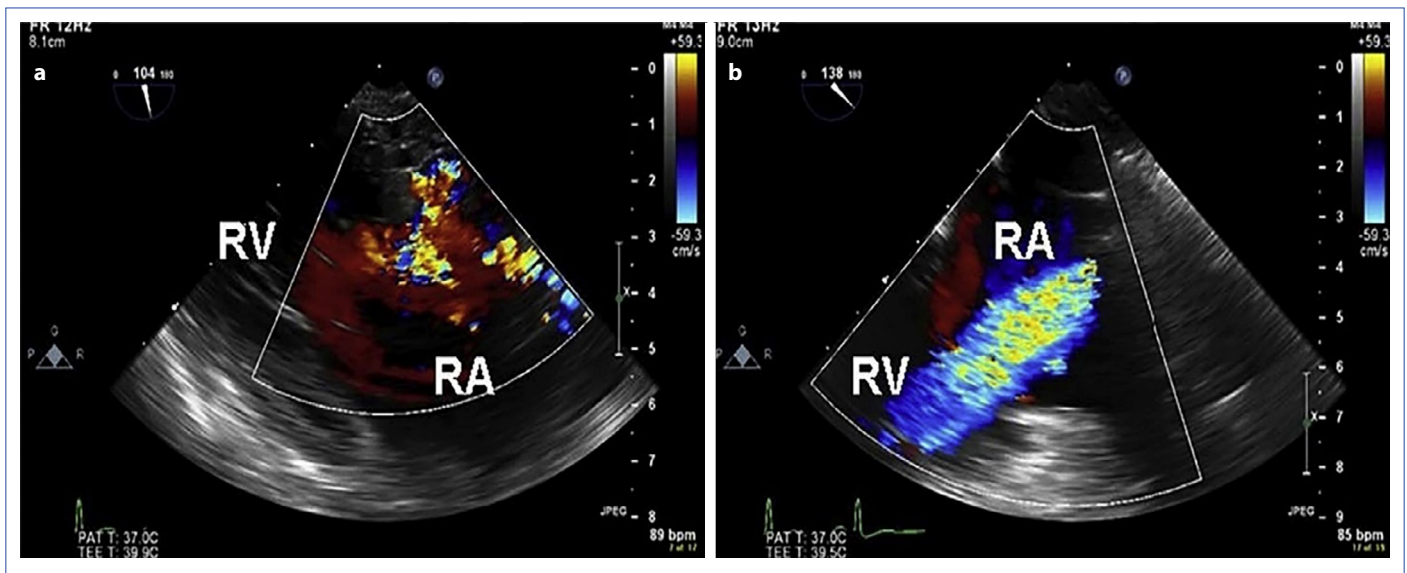 FR 12Hz
8.1cm
M4 M4
+59.3
-59.3
cm/s
a
0 104 180
P
RV
RA
G
P R
0
1
2
3
X
4
5
6
7
8
JPEG
PAT T: 37.0C
TEE T: 39.9C
89 bpm
FR 13Hz
9.0cm
M4 M4
+59.3
-59.3
cm/s
b
0 138 180
P
RA
RV
G
P R
0
1
2
3
4
5
6
X
7
8
9
JPEG
PAT T: 37.0C
TEE T: 39.5C
85 bpm